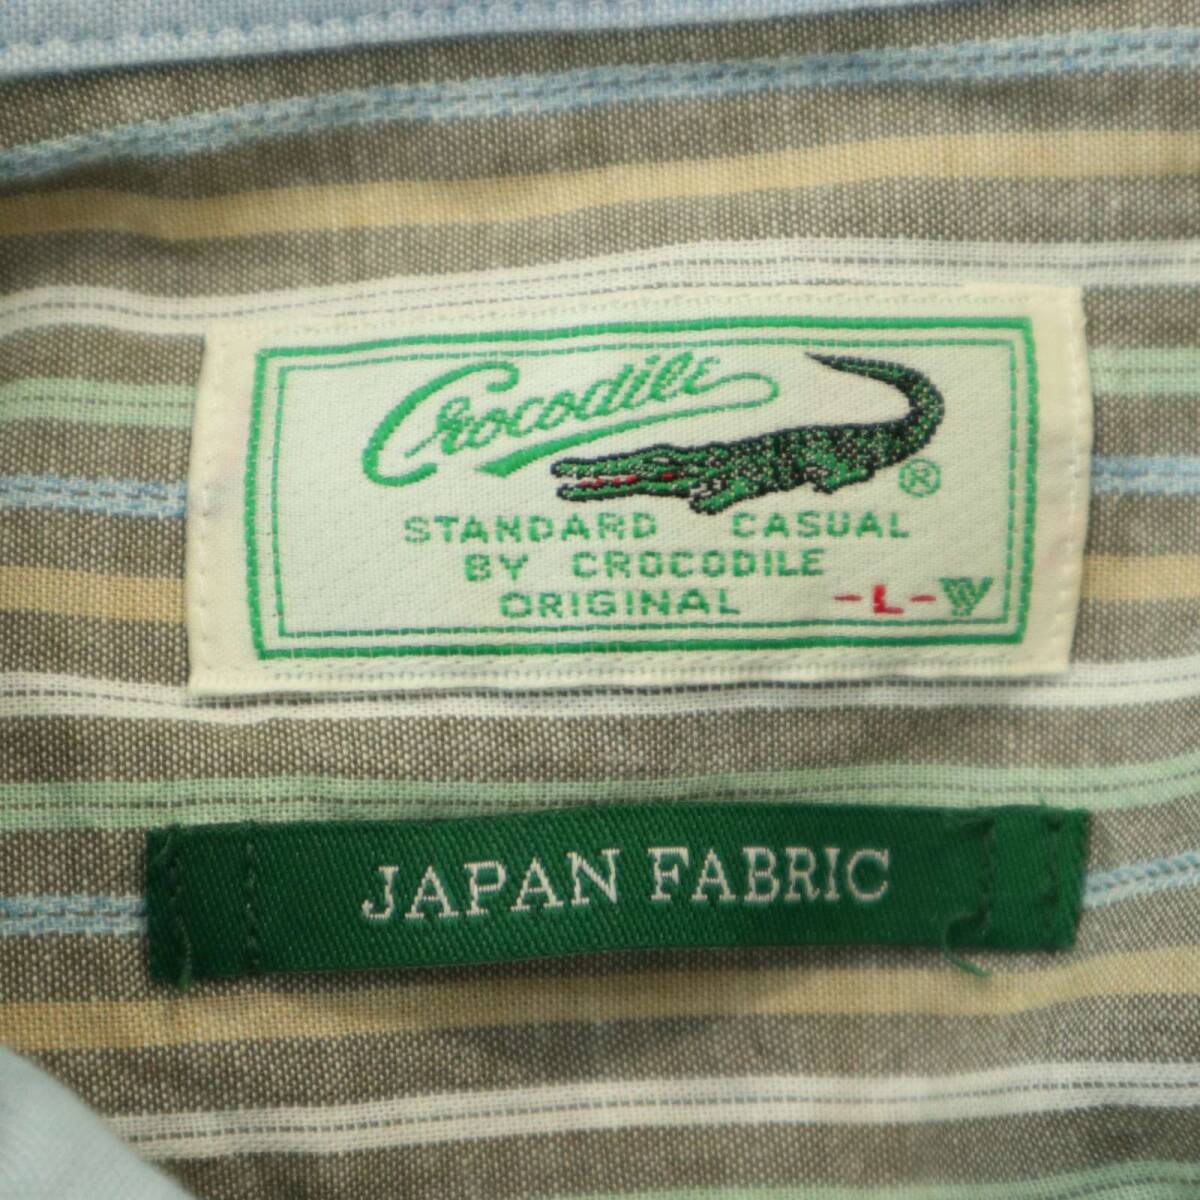 Crocodile
®
STANDARD CASUAL
BY CROCODILE
ORIGINAL -L-
JAPAN FABRIC